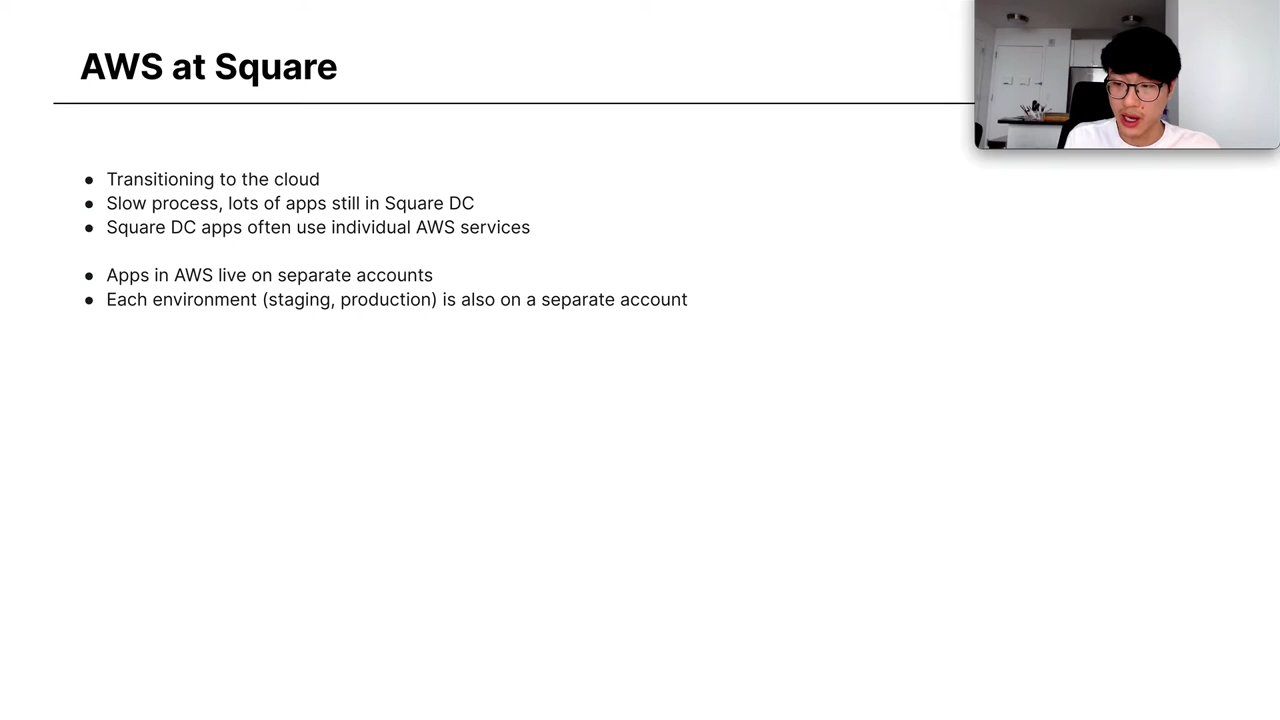 AWS at Square
● Transitioning to the cloud
● Slow process, lots of apps still in Square DC
● Square DC apps often use individual AWS services
● Apps in AWS live on separate accounts
● Each environment (staging, production) is also on a separate account